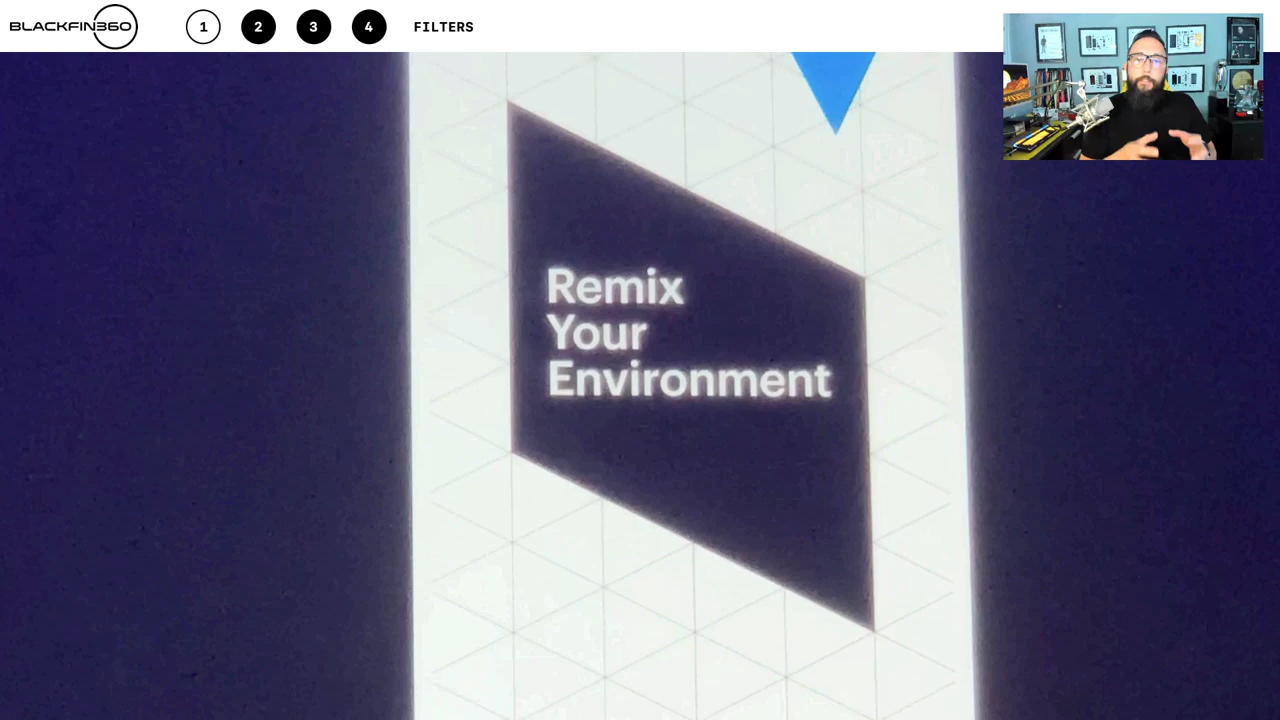 BLACKFIN360
1 2 3 4 FILTERS
Remix
Your
Environment